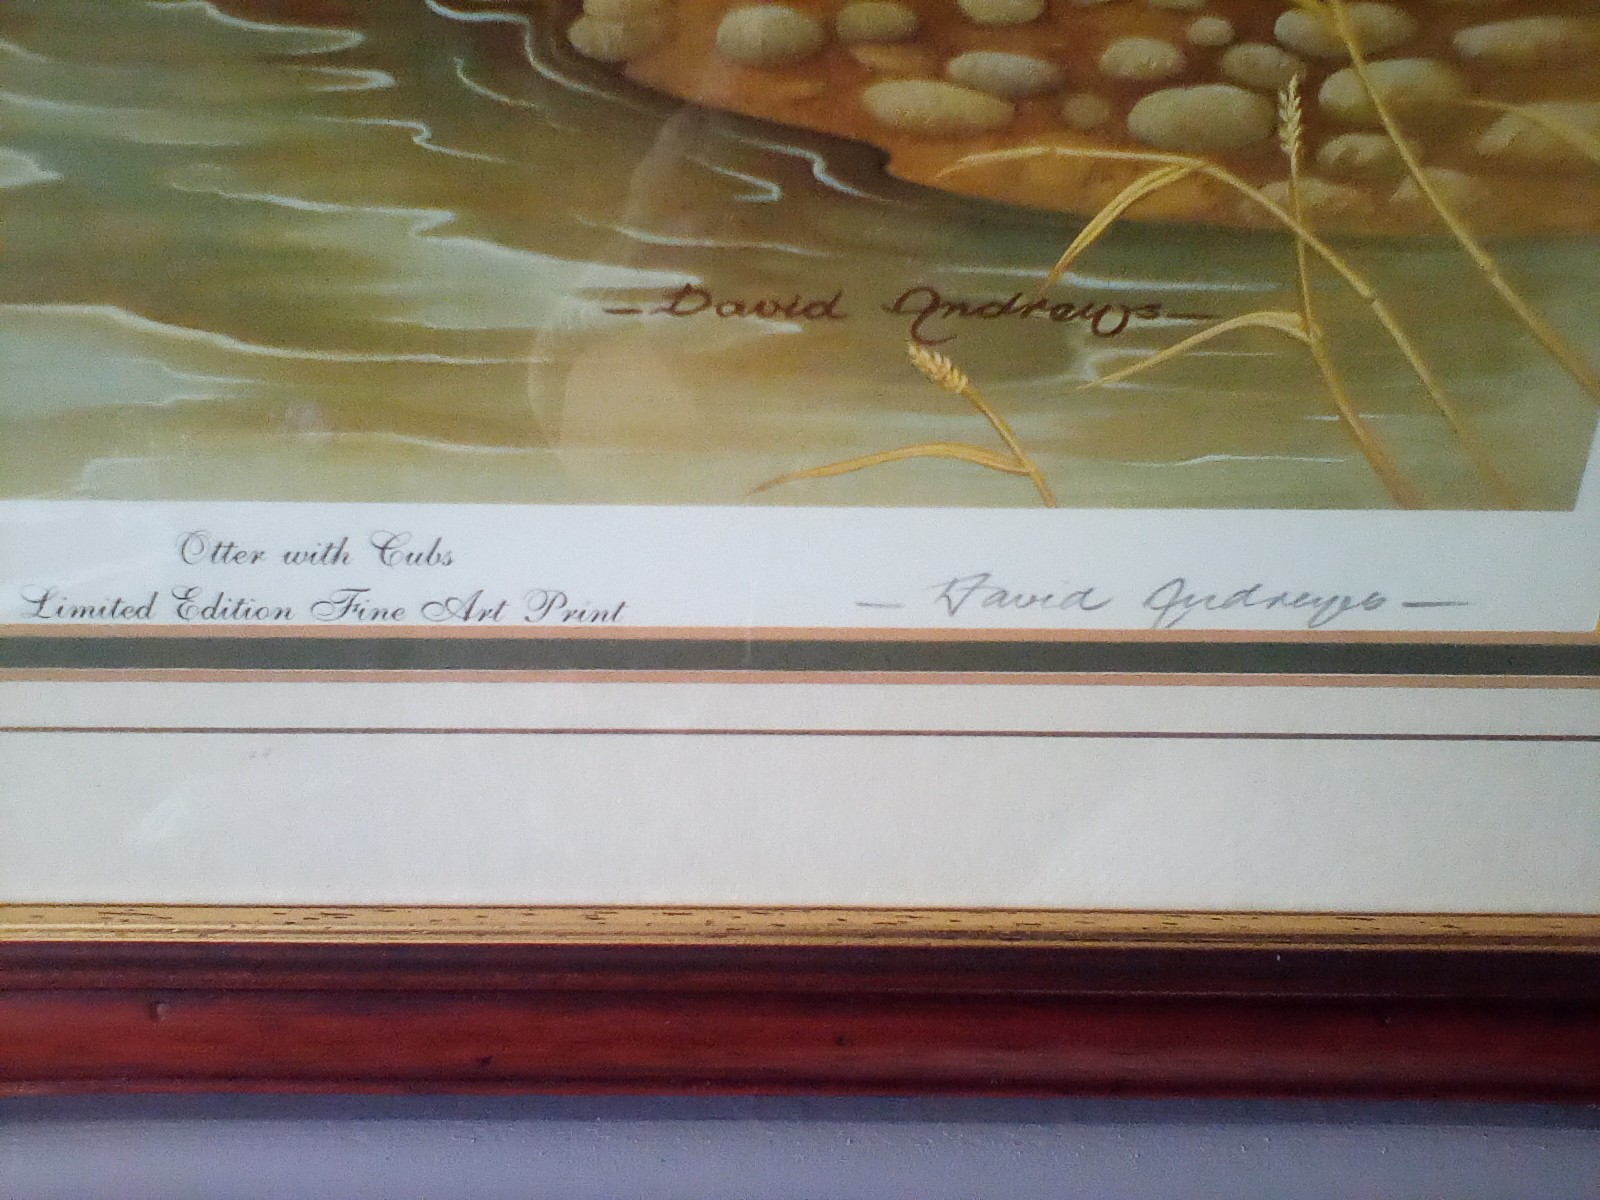 — David Andrews —
Otter with Cubs
Limited Edition Fine Art Print
— David Andrews —